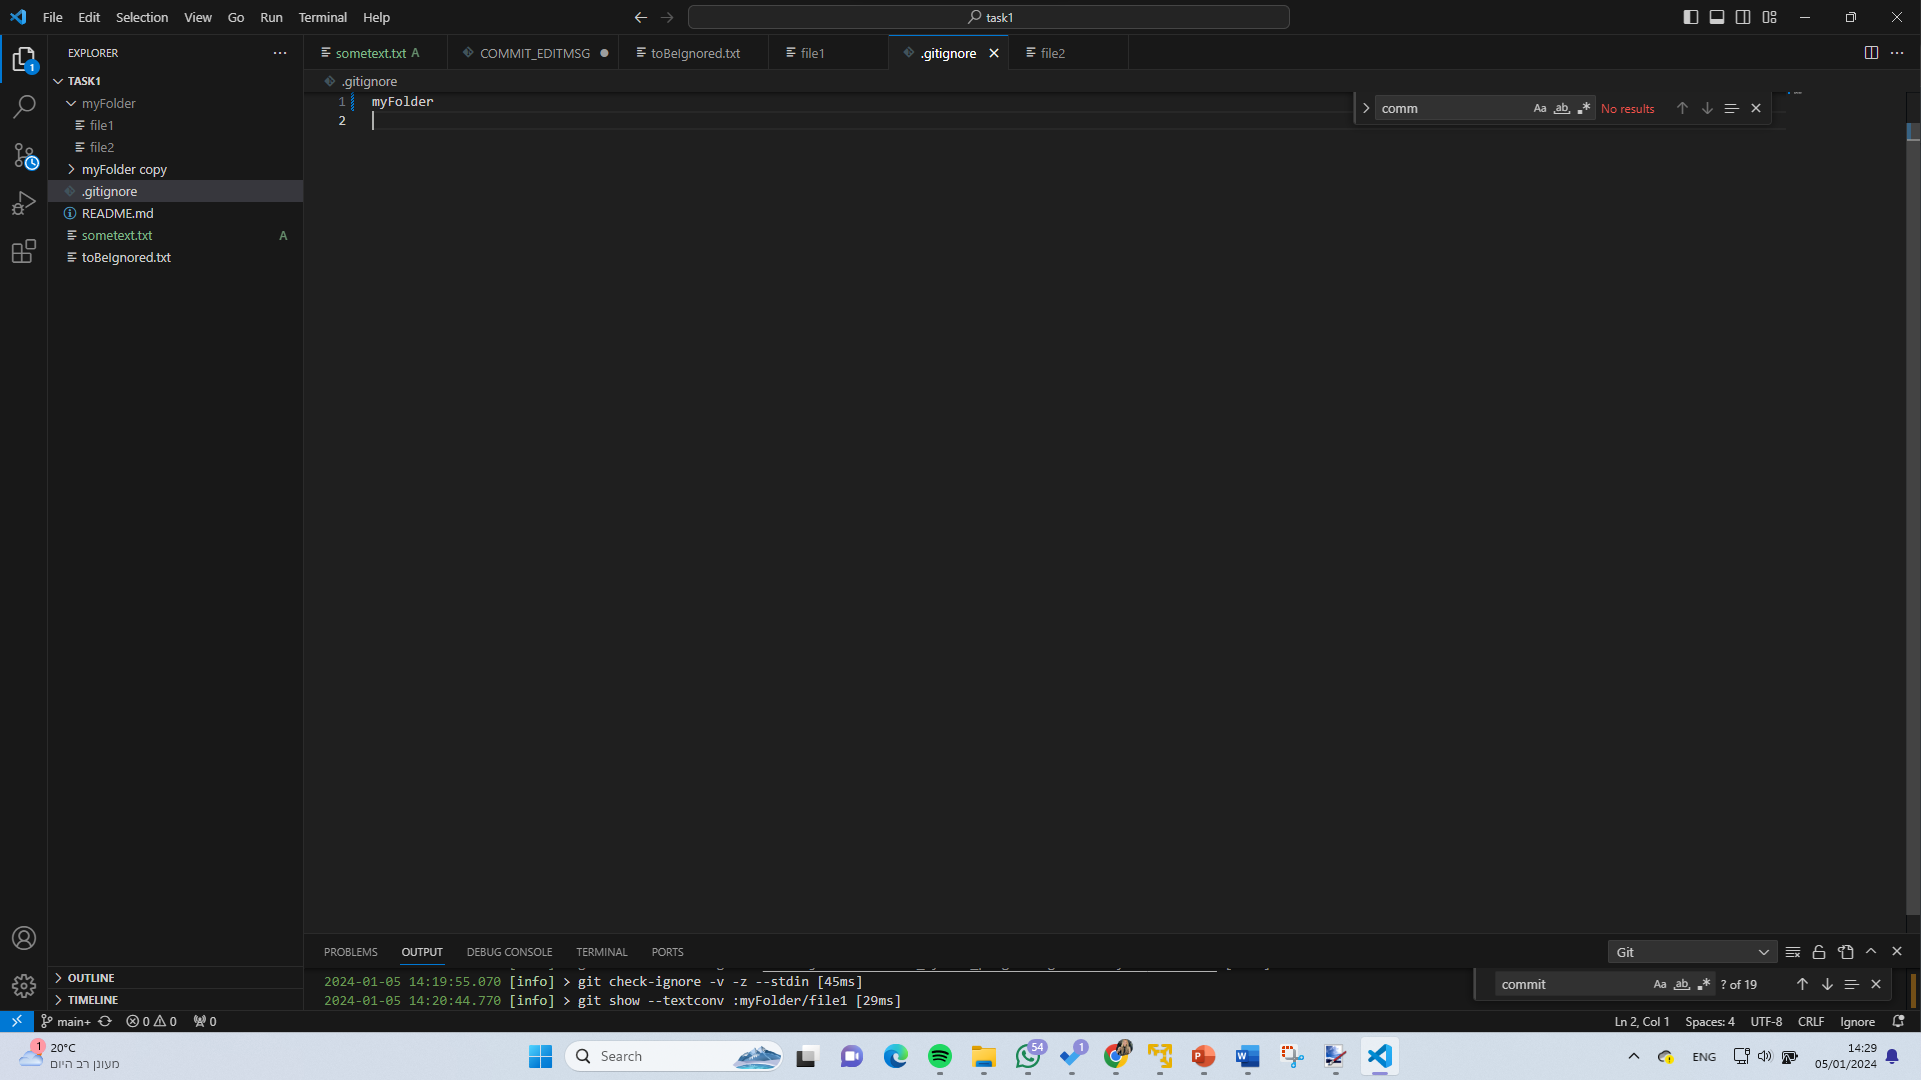 File Edit Selection View Go Run Terminal Help
task1
EXPLORER
TASK1
myFolder
file1
file2
myFolder copy
.gitignore
README.md
sometext.txt A
toBeIgnored.txt
OUTLINE
TIMELINE
1
sometext.txt A
COMMIT_EDITMSG
toBeIgnored.txt
file1
.gitignore
file2
.gitignore
1 myFolder
2
comm Aa ab .* No results
PROBLEMS OUTPUT DEBUG CONSOLE TERMINAL PORTS
Git
2024-01-05 14:19:55.070 [info] > git check-ignore -v -z --stdin [45ms]
2024-01-05 14:20:44.770 [info] > git show --textconv :myFolder/file1 [29ms]
commit Aa ab .* ? of 19
main+ 0 0 0
Ln 2, Col 1 Spaces: 4 UTF-8 CRLF Ignore
1
20°C
מעונן רב היום
Search
54
1
ENG
14:29
05/01/2024